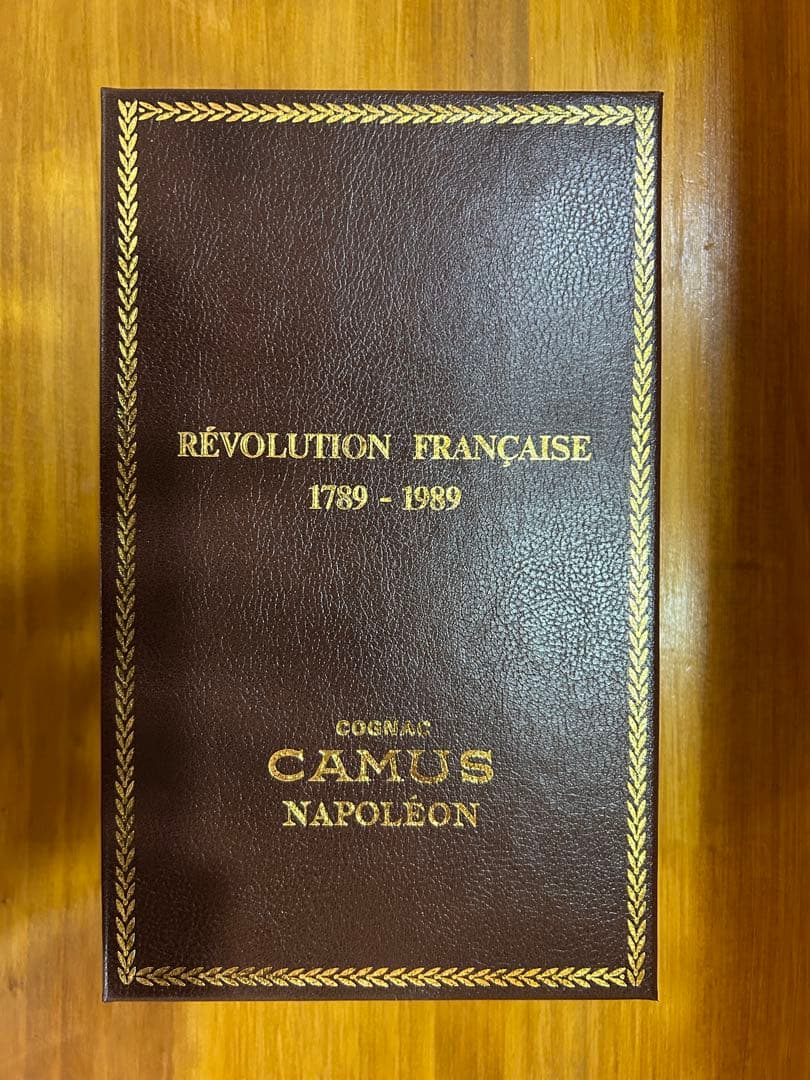 RÉVOLUTION FRANÇAISE
1789 - 1989
COGNAC
CAMUS
NAPOLÉON